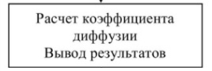 Расчет коэффициента
диффузии
Вывод результатов